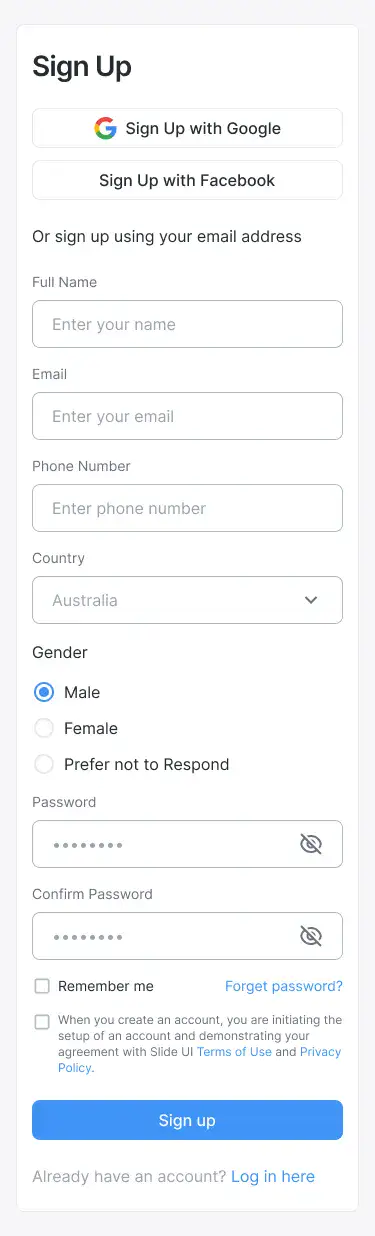 Sign Up
Sign Up with Google
Sign Up with Facebook
Or sign up using your email address
Full Name
Enter your name
Email
Enter your email
Phone Number
Enter phone number
Country
Australia
Gender
Male
Female
Prefer not to Respond
Password
••••••••
Confirm Password
••••••••
Remember me Forget password?
When you create an account, you are initiating the
setup of an account and demonstrating your
agreement with Slide UI Terms of Use and Privacy
Policy.
Sign up
Already have an account? Log in here